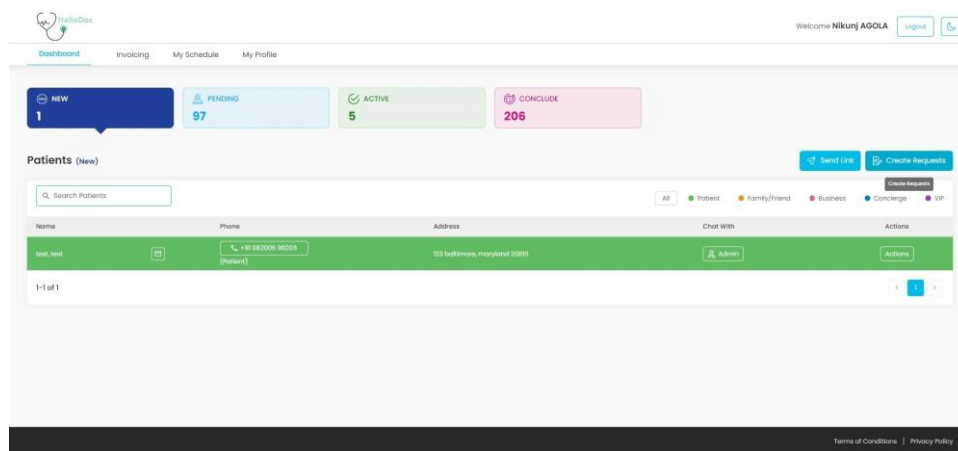 HelloDoc
Welcome Nikunj AGOLA Logout
Dashboard Invoicing My Schedule My Profile
NEW PENDING ACTIVE CONCLUDE
1 97 5 206
Patients (New) Send Link Create Requests
Create Requests
Search Patients All Patient Family/Friend Business Concierge VIP
Name Phone Address Chat With Actions
test, test +91 082006 99203 123 baltimore, maryland 20810 Admin Actions
(Patient)
1-1 of 1 < 1 >
Terms of Conditions | Privacy Policy